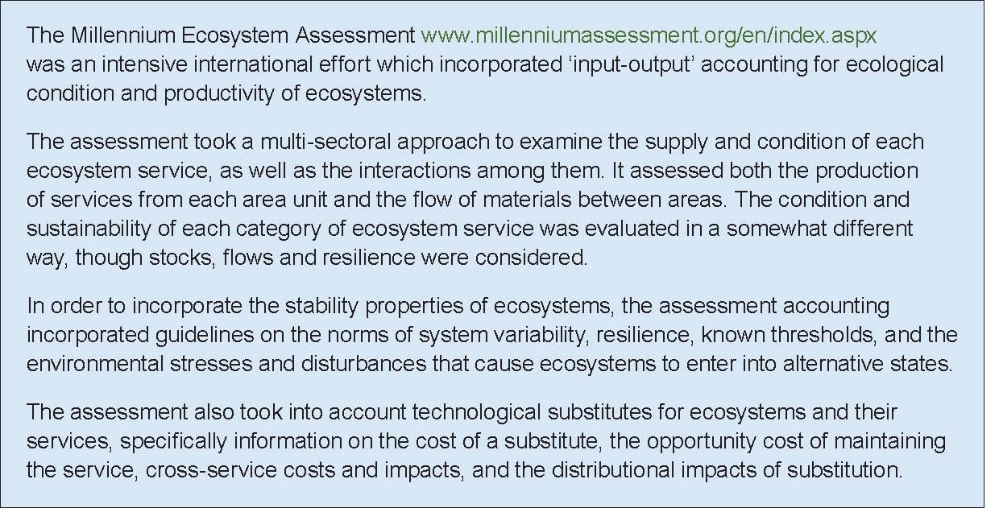 The Millennium Ecosystem Assessment www.millenniumassessment.org/en/index.aspx
was an intensive international effort which incorporated ‘input-output’ accounting for ecological
condition and productivity of ecosystems.
The assessment took a multi-sectoral approach to examine the supply and condition of each
ecosystem service, as well as the interactions among them. It assessed both the production
of services from each area unit and the flow of materials between areas. The condition and
sustainability of each category of ecosystem service was evaluated in a somewhat different
way, though stocks, flows and resilience were considered.
In order to incorporate the stability properties of ecosystems, the assessment accounting
incorporated guidelines on the norms of system variability, resilience, known thresholds, and the
environmental stresses and disturbances that cause ecosystems to enter into alternative states.
The assessment also took into account technological substitutes for ecosystems and their
services, specifically information on the cost of a substitute, the opportunity cost of maintaining
the service, cross-service costs and impacts, and the distributional impacts of substitution.